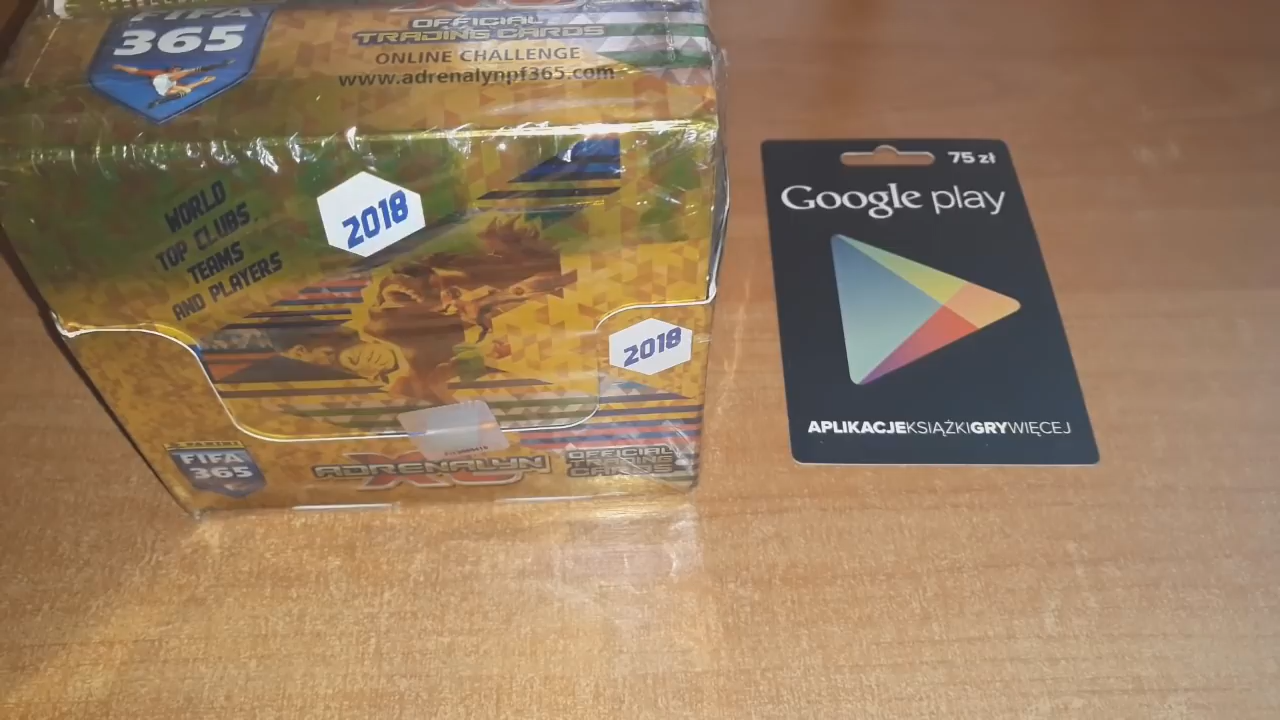 FIFA
365
OFFICIAL
TRADING CARDS
ONLINE CHALLENGE
www.adrenalynpf365.com
WORLD
TOP CLUBS
TEAMS
AND PLAYERS
2018
2018
PANINI
FIFA
365
ADRENALYN
XL
OFFICIAL
TRADING
CARDS
75 zł
Google play
APLIKACJEKSIĄŻKIGRYWIĘCEJ